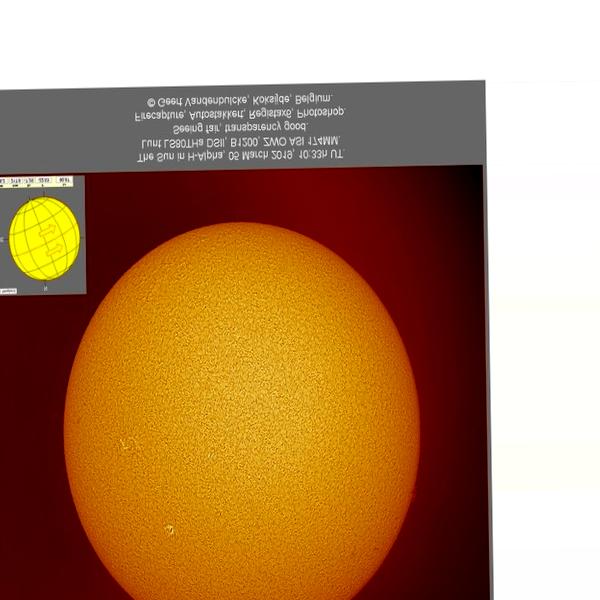 The Sun in H-Alpha, 05 March 2019, 10:33h UT.
Lunt LS80THa DSII, B1200, ZWO ASI 174MM.
Seeing fair, transparency good.
Firecapture, Autostakkert, Registax6, Photoshop.
© Geert Vandenbulcke, Koksijde, Belgium.